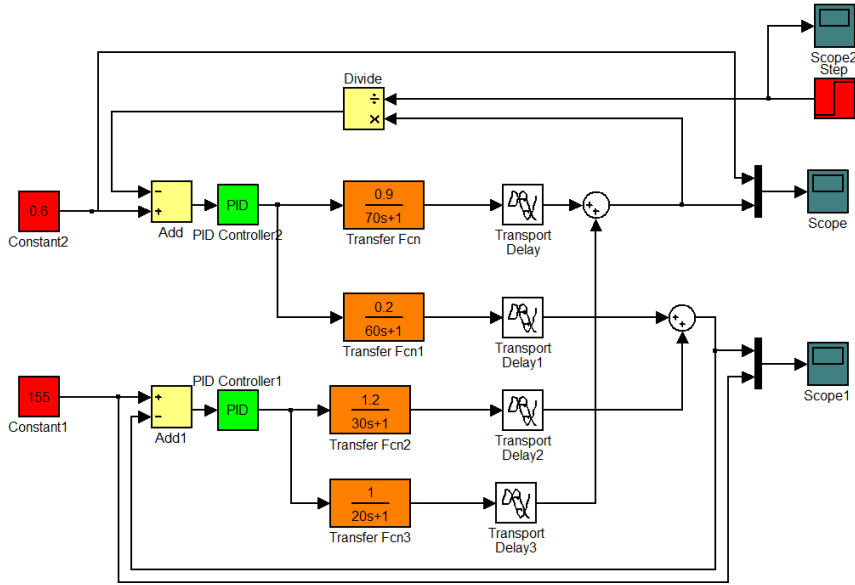 Scope2
Step
Divide
÷
×
0.6
Constant2
−
+
Add
PID
PID Controller2
0.9
70s+1
Transfer Fcn
Transport
Delay
+
+
Scope
0.2
60s+1
Transfer Fcn1
Transport
Delay1
+
+
Scope1
155
Constant1
+
−
Add1
PID Controller1
PID
1.2
30s+1
Transfer Fcn2
Transport
Delay2
1
20s+1
Transfer Fcn3
Transport
Delay3